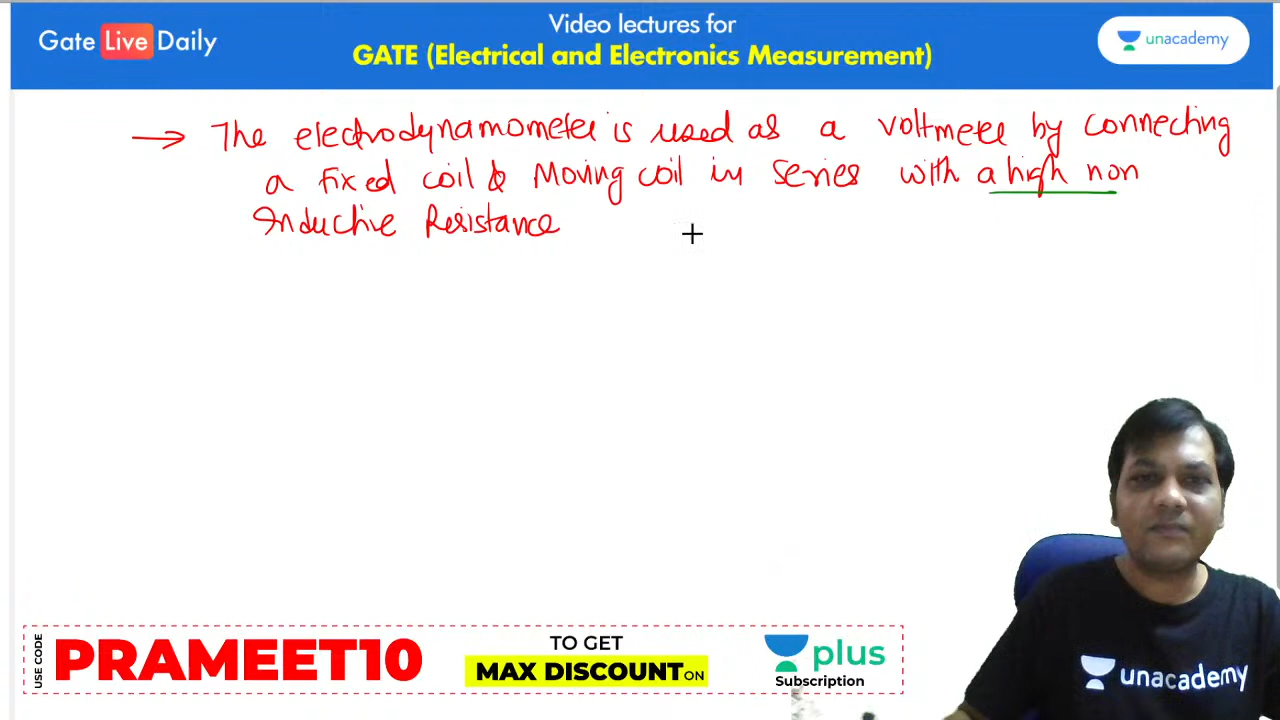 Gate Live Daily
Video lectures for
GATE (Electrical and Electronics Measurement)
unacademy
→ The electrodynamometer is used as a voltmeter by connecting
a fixed coil & Moving coil in series with a high non
Inductive Resistance
USE CODE
PRAMEET10
TO GET
MAX DISCOUNT ON
plus
Subscription
unacademy